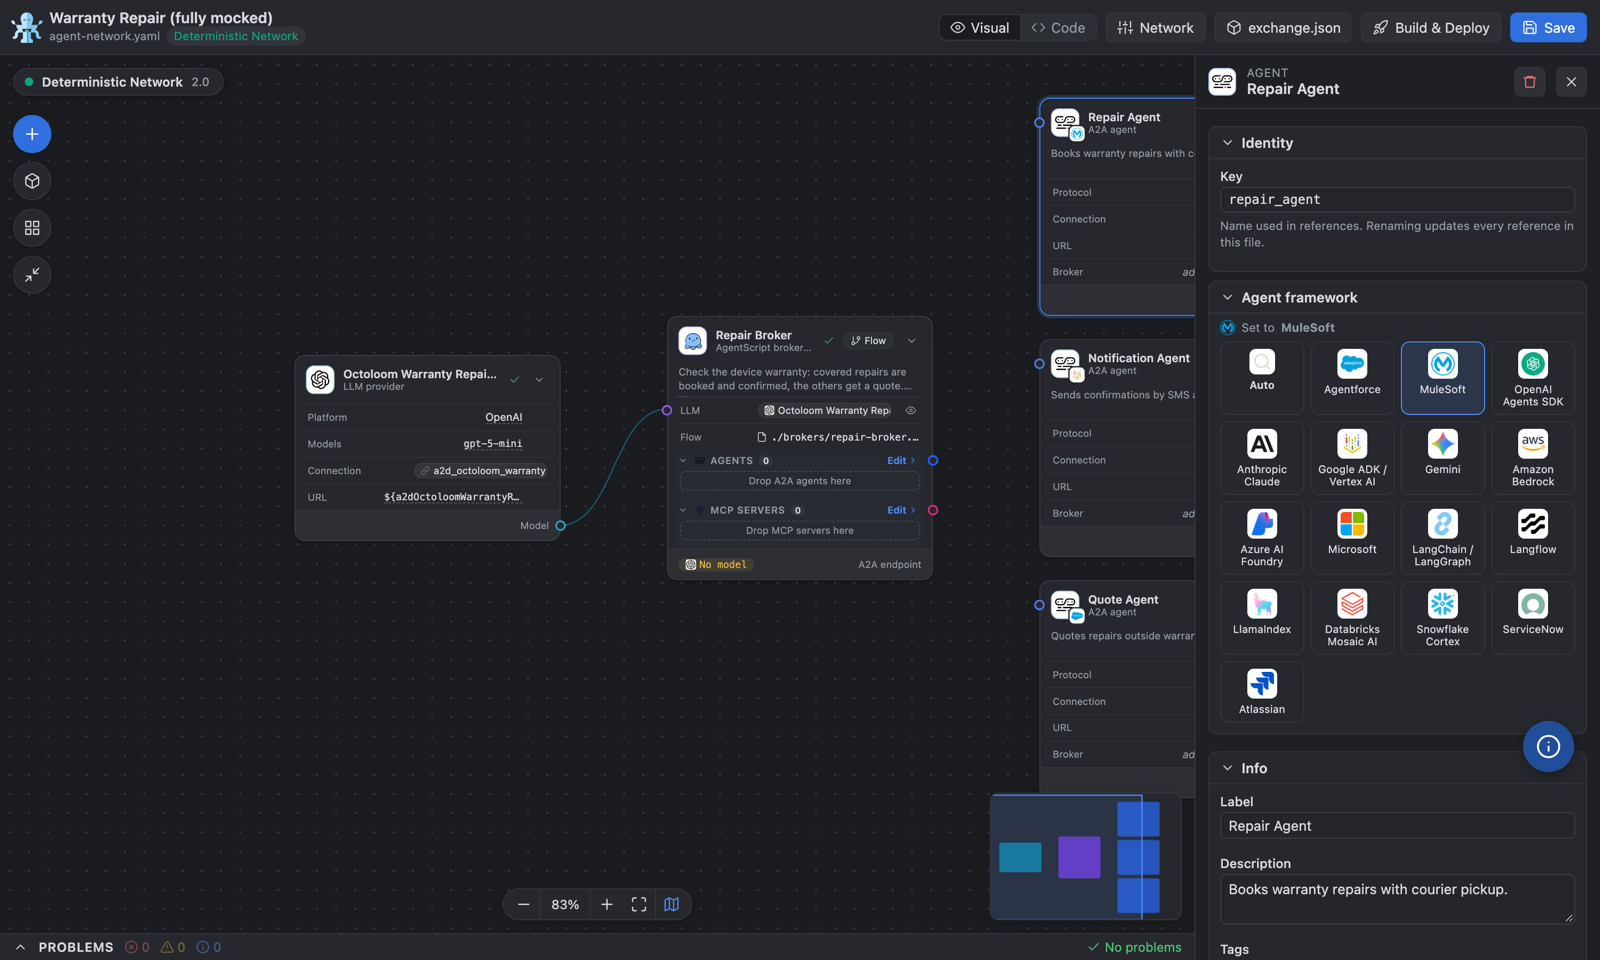 Warranty Repair (fully mocked)
agent-network.yaml
Deterministic Network
Visual
Code
Network
exchange.json
Build & Deploy
Save
Deterministic Network 2.0
Octoloom Warranty Repai...
LLM provider
Platform
OpenAI
Models
gpt-5-mini
Connection
a2d_octoloom_warranty
URL
${a2dOctoloomWarrantyR...
Model
Repair Broker
AgentScript broker...
Flow
Check the device warranty: covered repairs are
booked and confirmed, the others get a quote....
LLM
Octoloom Warranty Repa
Flow
./brokers/repair-broker....
AGENTS 0
Edit
Drop A2A agents here
MCP SERVERS 0
Edit
Drop MCP servers here
No model
A2A endpoint
Repair Agent
A2A agent
Books warranty repairs with c
Protocol
Connection
URL
Broker
ad
Notification Agent
A2A agent
Sends confirmations by SMS a
Protocol
Connection
URL
Broker
ad
Quote Agent
A2A agent
Quotes repairs outside warran
Protocol
Connection
URL
Broker
ad
83%
PROBLEMS 0 0 0
No problems
AGENT
Repair Agent
Identity
Key
repair_agent
Name used in references. Renaming updates every reference in
this file.
Agent framework
Set to MuleSoft
Auto
Agentforce
MuleSoft
OpenAI
Agents SDK
Anthropic
Claude
Google ADK /
Vertex AI
Gemini
aws
Amazon
Bedrock
Azure AI
Foundry
Microsoft
LangChain /
LangGraph
Langflow
LlamaIndex
Databricks
Mosaic AI
Snowflake
Cortex
ServiceNow
Atlassian
Info
Label
Repair Agent
Description
Books warranty repairs with courier pickup.
Tags